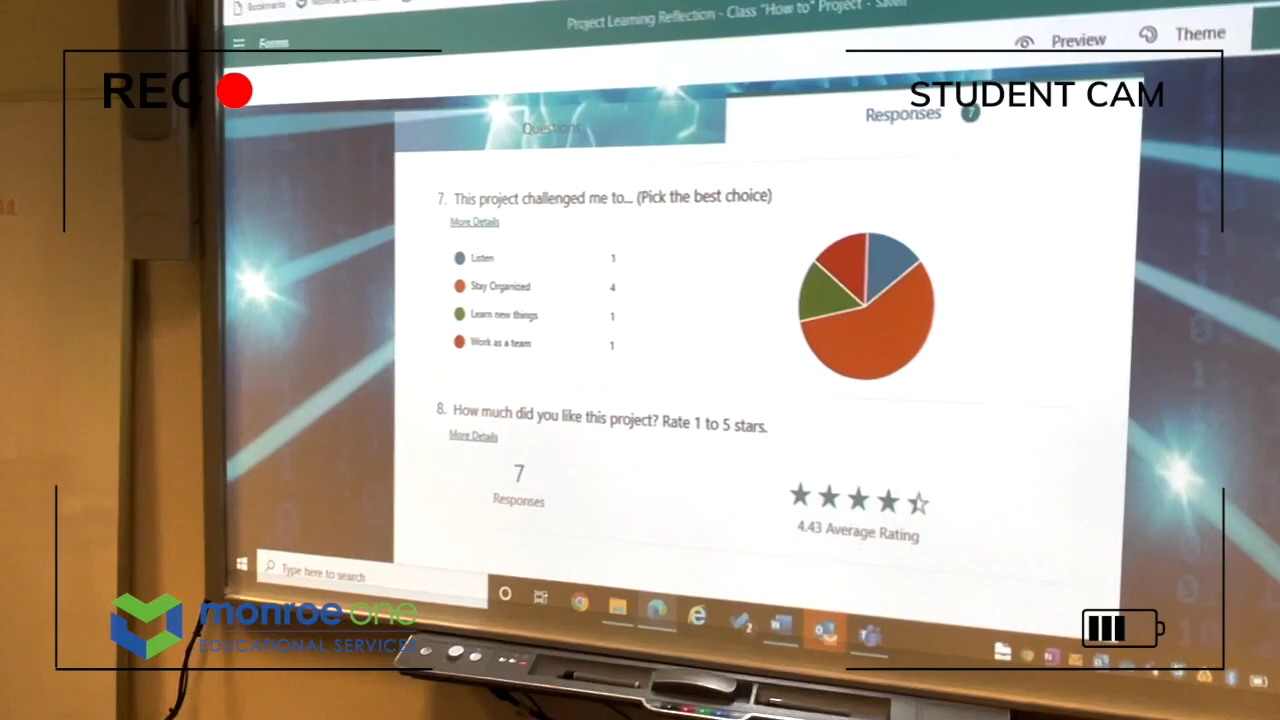 Bookmarks
Project Learning Reflection - Class "How to" Project - Saved
Forms
Preview
Theme
REC
STUDENT CAM
Questions
Responses 7
7. This project challenged me to... (Pick the best choice)
More Details
Listen 1
Stay Organized 4
Learn new things 1
Work as a team 1
8. How much did you like this project? Rate 1 to 5 stars.
More Details
7
Responses
4.43 Average Rating
Type here to search
monroe one
EDUCATIONAL SERVICES